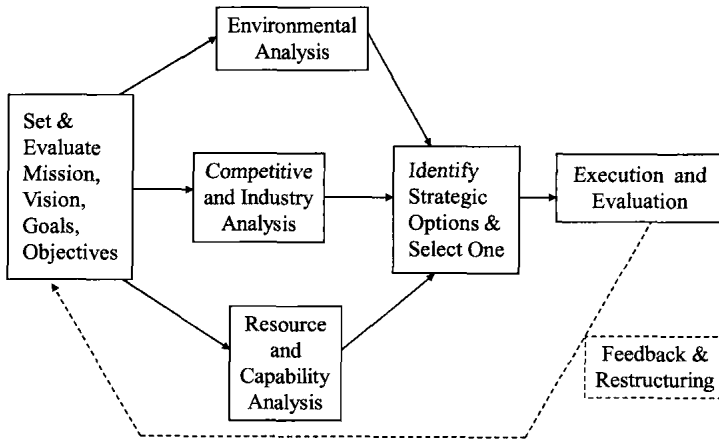 Environmental
Analysis
Set &
Evaluate
Mission,
Vision,
Goals,
Objectives
Competitive
and Industry
Analysis
Identify
Strategic
Options &
Select One
Execution and
Evaluation
Resource
and
Capability
Analysis
Feedback &
Restructuring